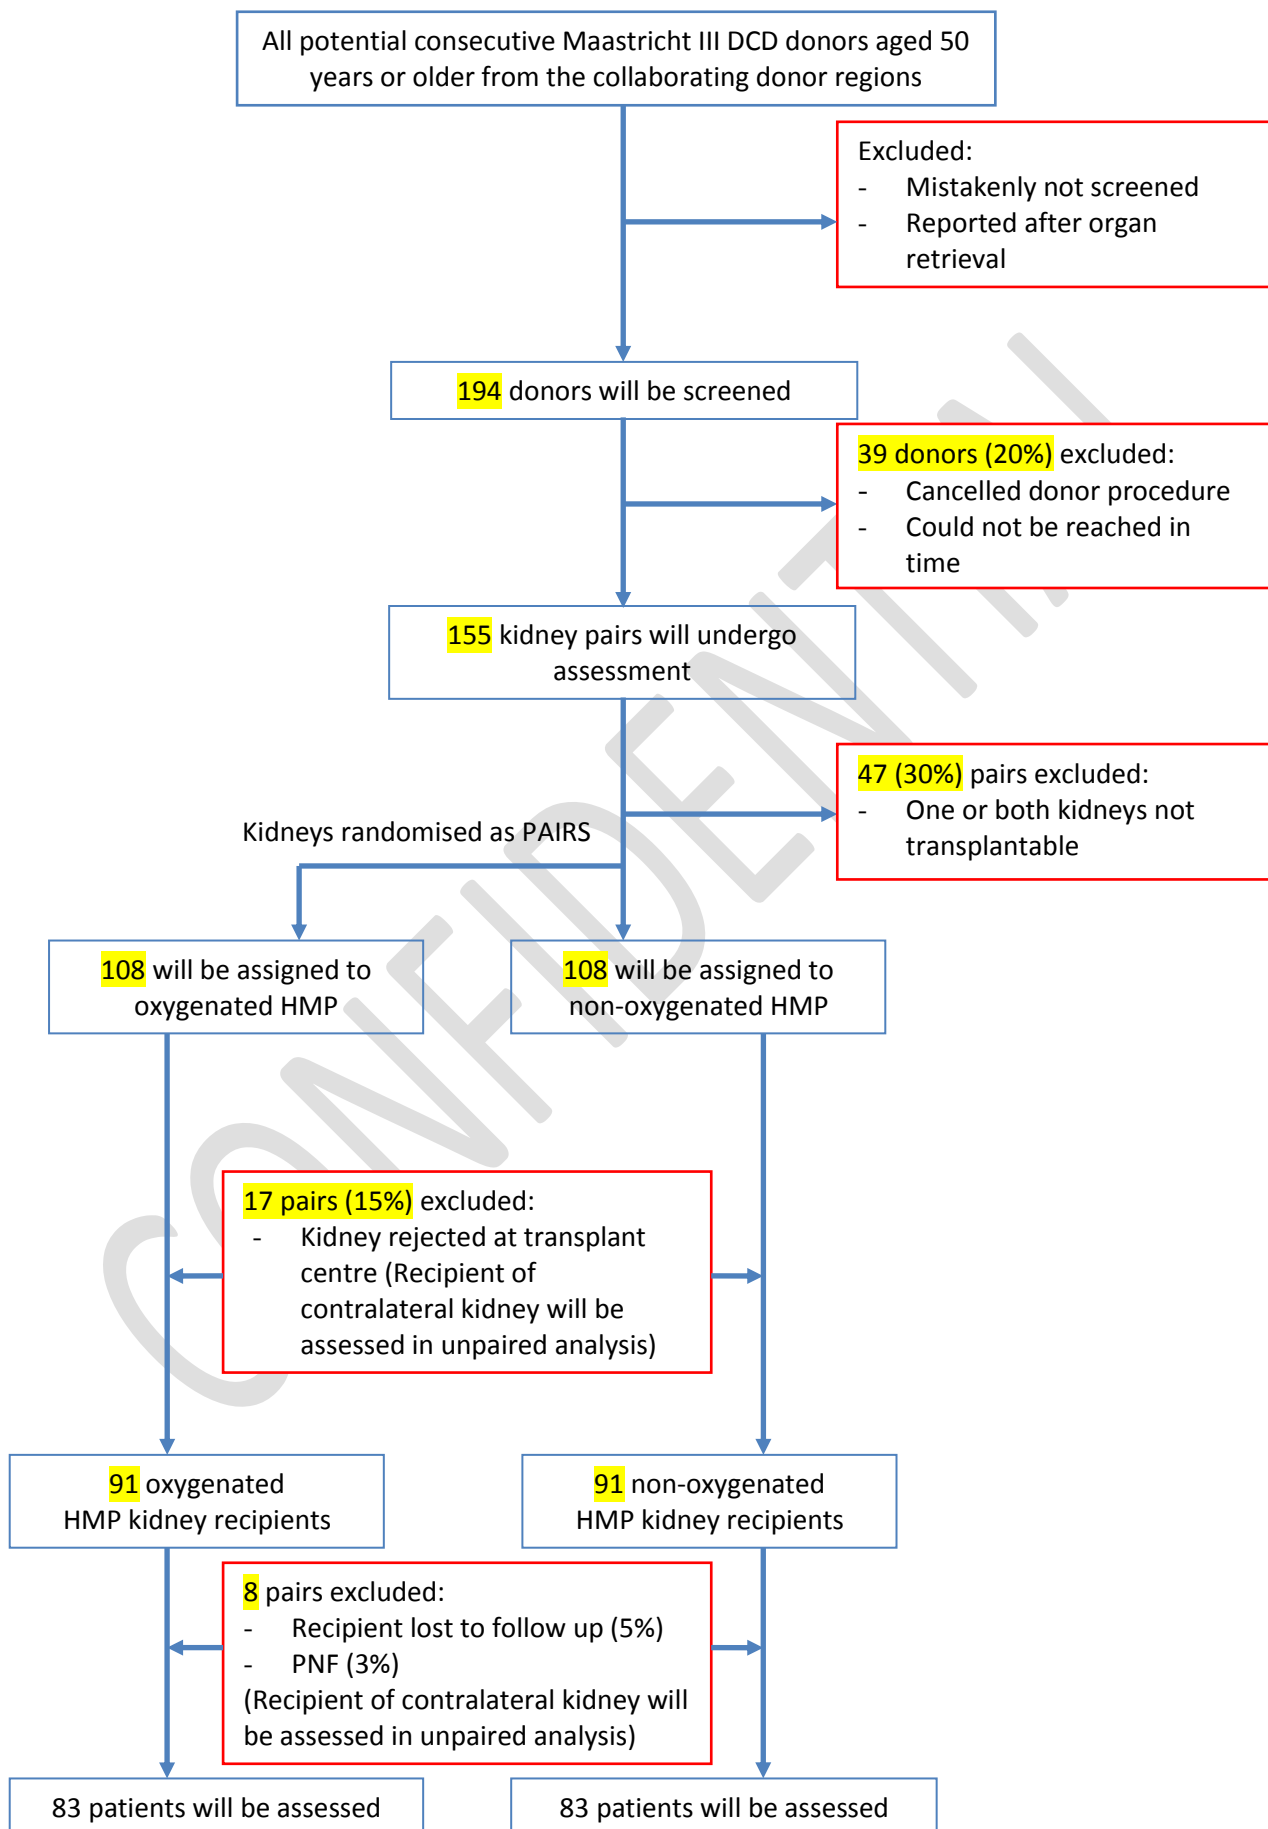 All potential consecutive Maastricht III DCD donors aged 50
years or older from the collaborating donor regions
Excluded:
- Mistakenly not screened
- Reported after organ
retrieval
194 donors will be screened
39 donors (20%) excluded:
- Cancelled donor procedure
- Could not be reached in
time
155 kidney pairs will undergo
assessment
47 (30%) pairs excluded:
- One or both kidneys not
transplantable
Kidneys randomised as PAIRS
108 will be assigned to
oxygenated HMP
108 will be assigned to
non-oxygenated HMP
17 pairs (15%) excluded:
- Kidney rejected at transplant
centre (Recipient of
contralateral kidney will be
assessed in unpaired analysis)
91 oxygenated
HMP kidney recipients
91 non-oxygenated
HMP kidney recipients
8 pairs excluded:
- Recipient lost to follow up (5%)
- PNF (3%)
(Recipient of contralateral kidney will
be assessed in unpaired analysis)
83 patients will be assessed
83 patients will be assessed
CONFIDENTIAL